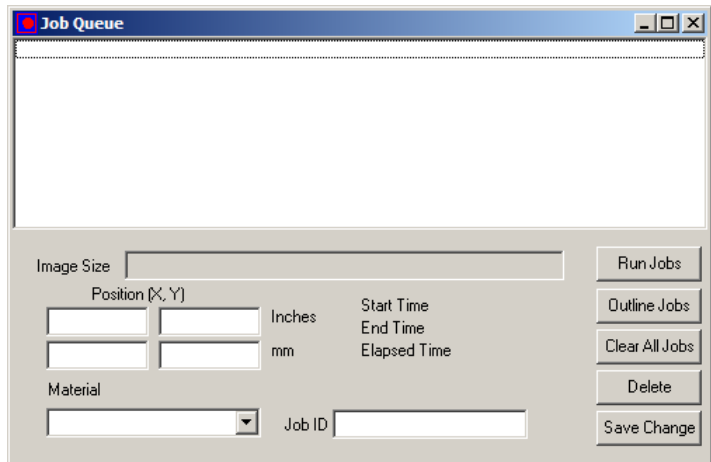 Job Queue
Image Size
Run Jobs
Position (X, Y)
Inches
Start Time
Outline Jobs
End Time
mm
Elapsed Time
Clear All Jobs
Material
Delete
Job ID
Save Change